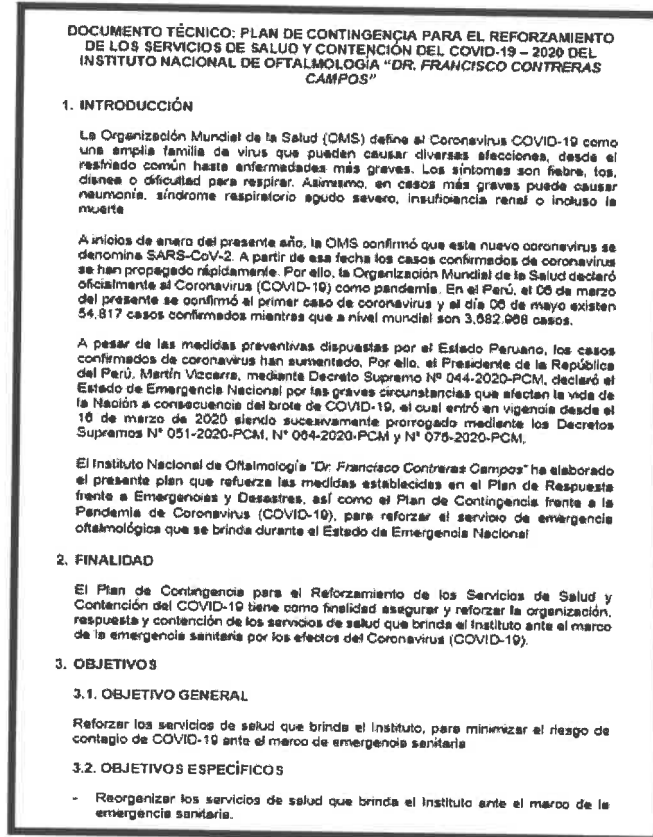 DOCUMENTO TÉCNICO: PLAN DE CONTINGENCIA PARA EL REFORZAMIENTO
DE LOS SERVICIOS DE SALUD Y CONTENCIÓN DEL COVID-19 – 2020 DEL
INSTITUTO NACIONAL DE OFTALMOLOGÍA "DR. FRANCISCO CONTRERAS
CAMPOS"
1. INTRODUCCIÓN
La Organización Mundial de la Salud (OMS) define al Coronavirus COVID-19 como
una amplia familia de virus que pueden causar diversas afecciones, desde el
resfriado común hasta enfermedades más graves. Los síntomas son fiebre, tos,
disnea o dificultad para respirar. Asimismo, en casos más graves puede causar
neumonía, síndrome respiratorio agudo severo, insuficiencia renal o incluso la
muerte
A inicios de enero del presente año, la OMS confirmó que este nuevo coronavirus se
denomina SARS-CoV-2. A partir de esa fecha los casos confirmados de coronavirus
se han propagado rápidamente. Por ello, la Organización Mundial de la Salud declaró
oficialmente al Coronavirus (COVID-19) como pandemia. En el Perú, el 06 de marzo
del presente se confirmó el primer caso de coronavirus y al día 06 de mayo existen
54,817 casos confirmados mientras que a nivel mundial son 3,682,968 casos.
A pesar de las medidas preventivas dispuestas por el Estado Peruano, los casos
confirmados de coronavirus han aumentado. Por ello, el Presidente de la República
del Perú, Martín Vizcarra, mediante Decreto Supremo Nº 044-2020-PCM, declaró el
Estado de Emergencia Nacional por las graves circunstancias que afectan la vida de
la Nación a consecuencia del brote de COVID-19, el cual entró en vigencia desde el
16 de marzo de 2020 siendo sucesivamente prorrogado mediante los Decretos
Supremos N° 051-2020-PCM, N° 064-2020-PCM y N° 075-2020-PCM.
El Instituto Nacional de Oftalmología "Dr. Francisco Contreras Campos" ha elaborado
el presente plan que refuerza las medidas establecidas en el Plan de Respuesta
frente a Emergencias y Desastres, así como el Plan de Contingencia frente a la
Pandemia de Coronavirus (COVID-19), para reforzar el servicio de emergencia
oftalmológica que se brinda durante el Estado de Emergencia Nacional
2. FINALIDAD
El Plan de Contingencia para el Reforzamiento de los Servicios de Salud y
Contención del COVID-19 tiene como finalidad asegurar y reforzar la organización,
respuesta y contención de los servicios de salud que brinda el Instituto ante el marco
de la emergencia sanitaria por los efectos del Coronavirus (COVID-19).
3. OBJETIVOS
3.1. OBJETIVO GENERAL
Reforzar los servicios de salud que brinda el Instituto, para minimizar el riesgo de
contagio de COVID-19 ante el marco de emergencia sanitaria
3.2. OBJETIVOS ESPECÍFICOS
- Reorganizar los servicios de salud que brinda el Instituto ante el marco de la
emergencia sanitaria.